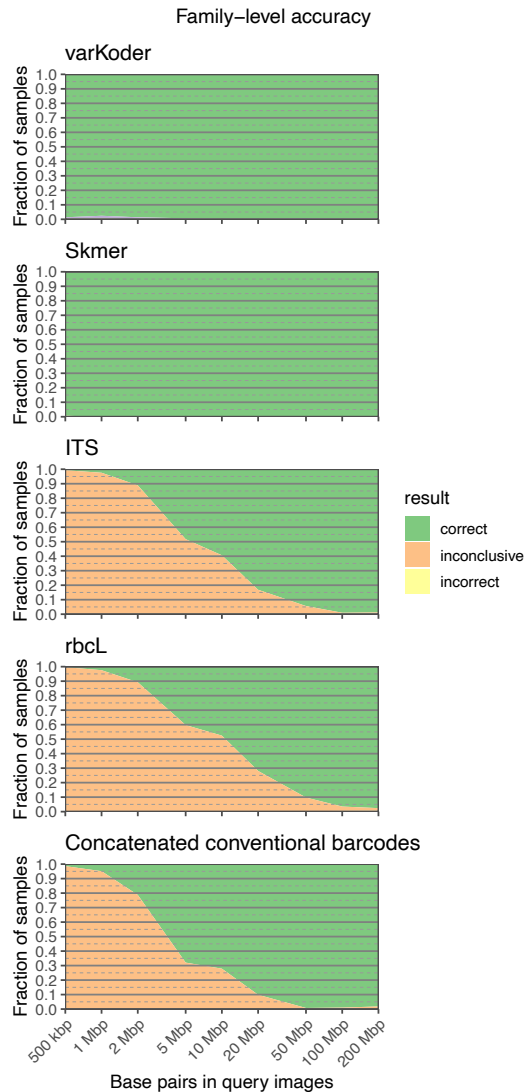 Family−level accuracy
varKoder
Fraction of samples
1.0
0.9
0.8
0.7
0.6
0.5
0.4
0.3
0.2
0.1
0.0
Skmer
Fraction of samples
1.0
0.9
0.8
0.7
0.6
0.5
0.4
0.3
0.2
0.1
0.0
ITS
Fraction of samples
1.0
0.9
0.8
0.7
0.6
0.5
0.4
0.3
0.2
0.1
0.0
result
correct
inconclusive
incorrect
rbcL
Fraction of samples
1.0
0.9
0.8
0.7
0.6
0.5
0.4
0.3
0.2
0.1
0.0
Concatenated conventional barcodes
Fraction of samples
1.0
0.9
0.8
0.7
0.6
0.5
0.4
0.3
0.2
0.1
0.0
500 kbp
1 Mbp
2 Mbp
5 Mbp
10 Mbp
20 Mbp
50 Mbp
100 Mbp
200 Mbp
Base pairs in query images